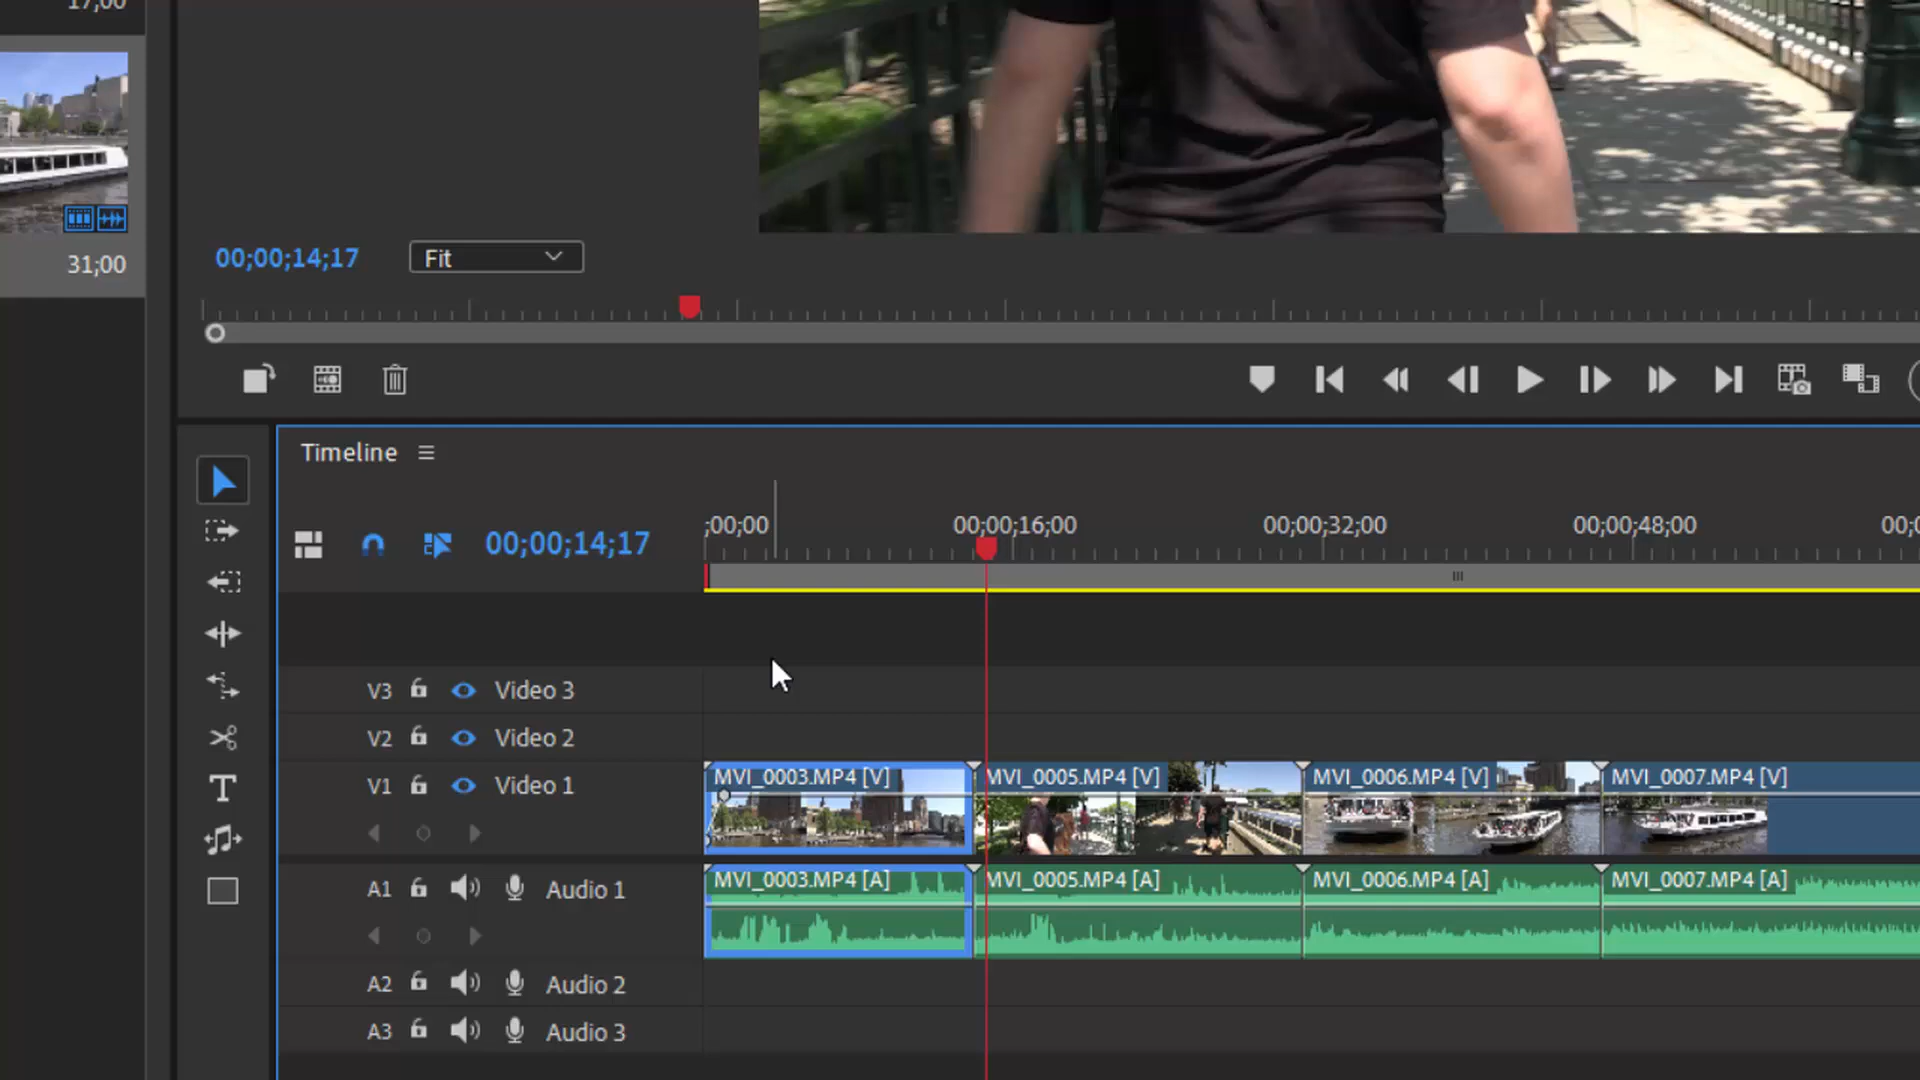 17;00
31;00
00;00;14;17
Fit
Timeline
00;00;14;17
;00;00
00;00;16;00
00;00;32;00
00;00;48;00
00;0
V3 Video 3
V2 Video 2
V1 Video 1
MVI_0003.MP4 [V]
MVI_0005.MP4 [V]
MVI_0006.MP4 [V]
MVI_0007.MP4 [V]
A1 Audio 1
MVI_0003.MP4 [A]
MVI_0005.MP4 [A]
MVI_0006.MP4 [A]
MVI_0007.MP4 [A]
A2 Audio 2
A3 Audio 3